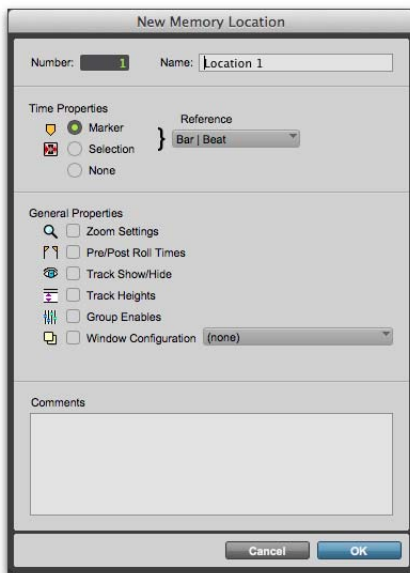 New Memory Location
Number: 1 Name: Location 1
Time Properties
Reference
Marker
Bar | Beat
Selection
None
General Properties
Zoom Settings
Pre/Post Roll Times
Track Show/Hide
Track Heights
Group Enables
Window Configuration (none)
Comments
Cancel OK